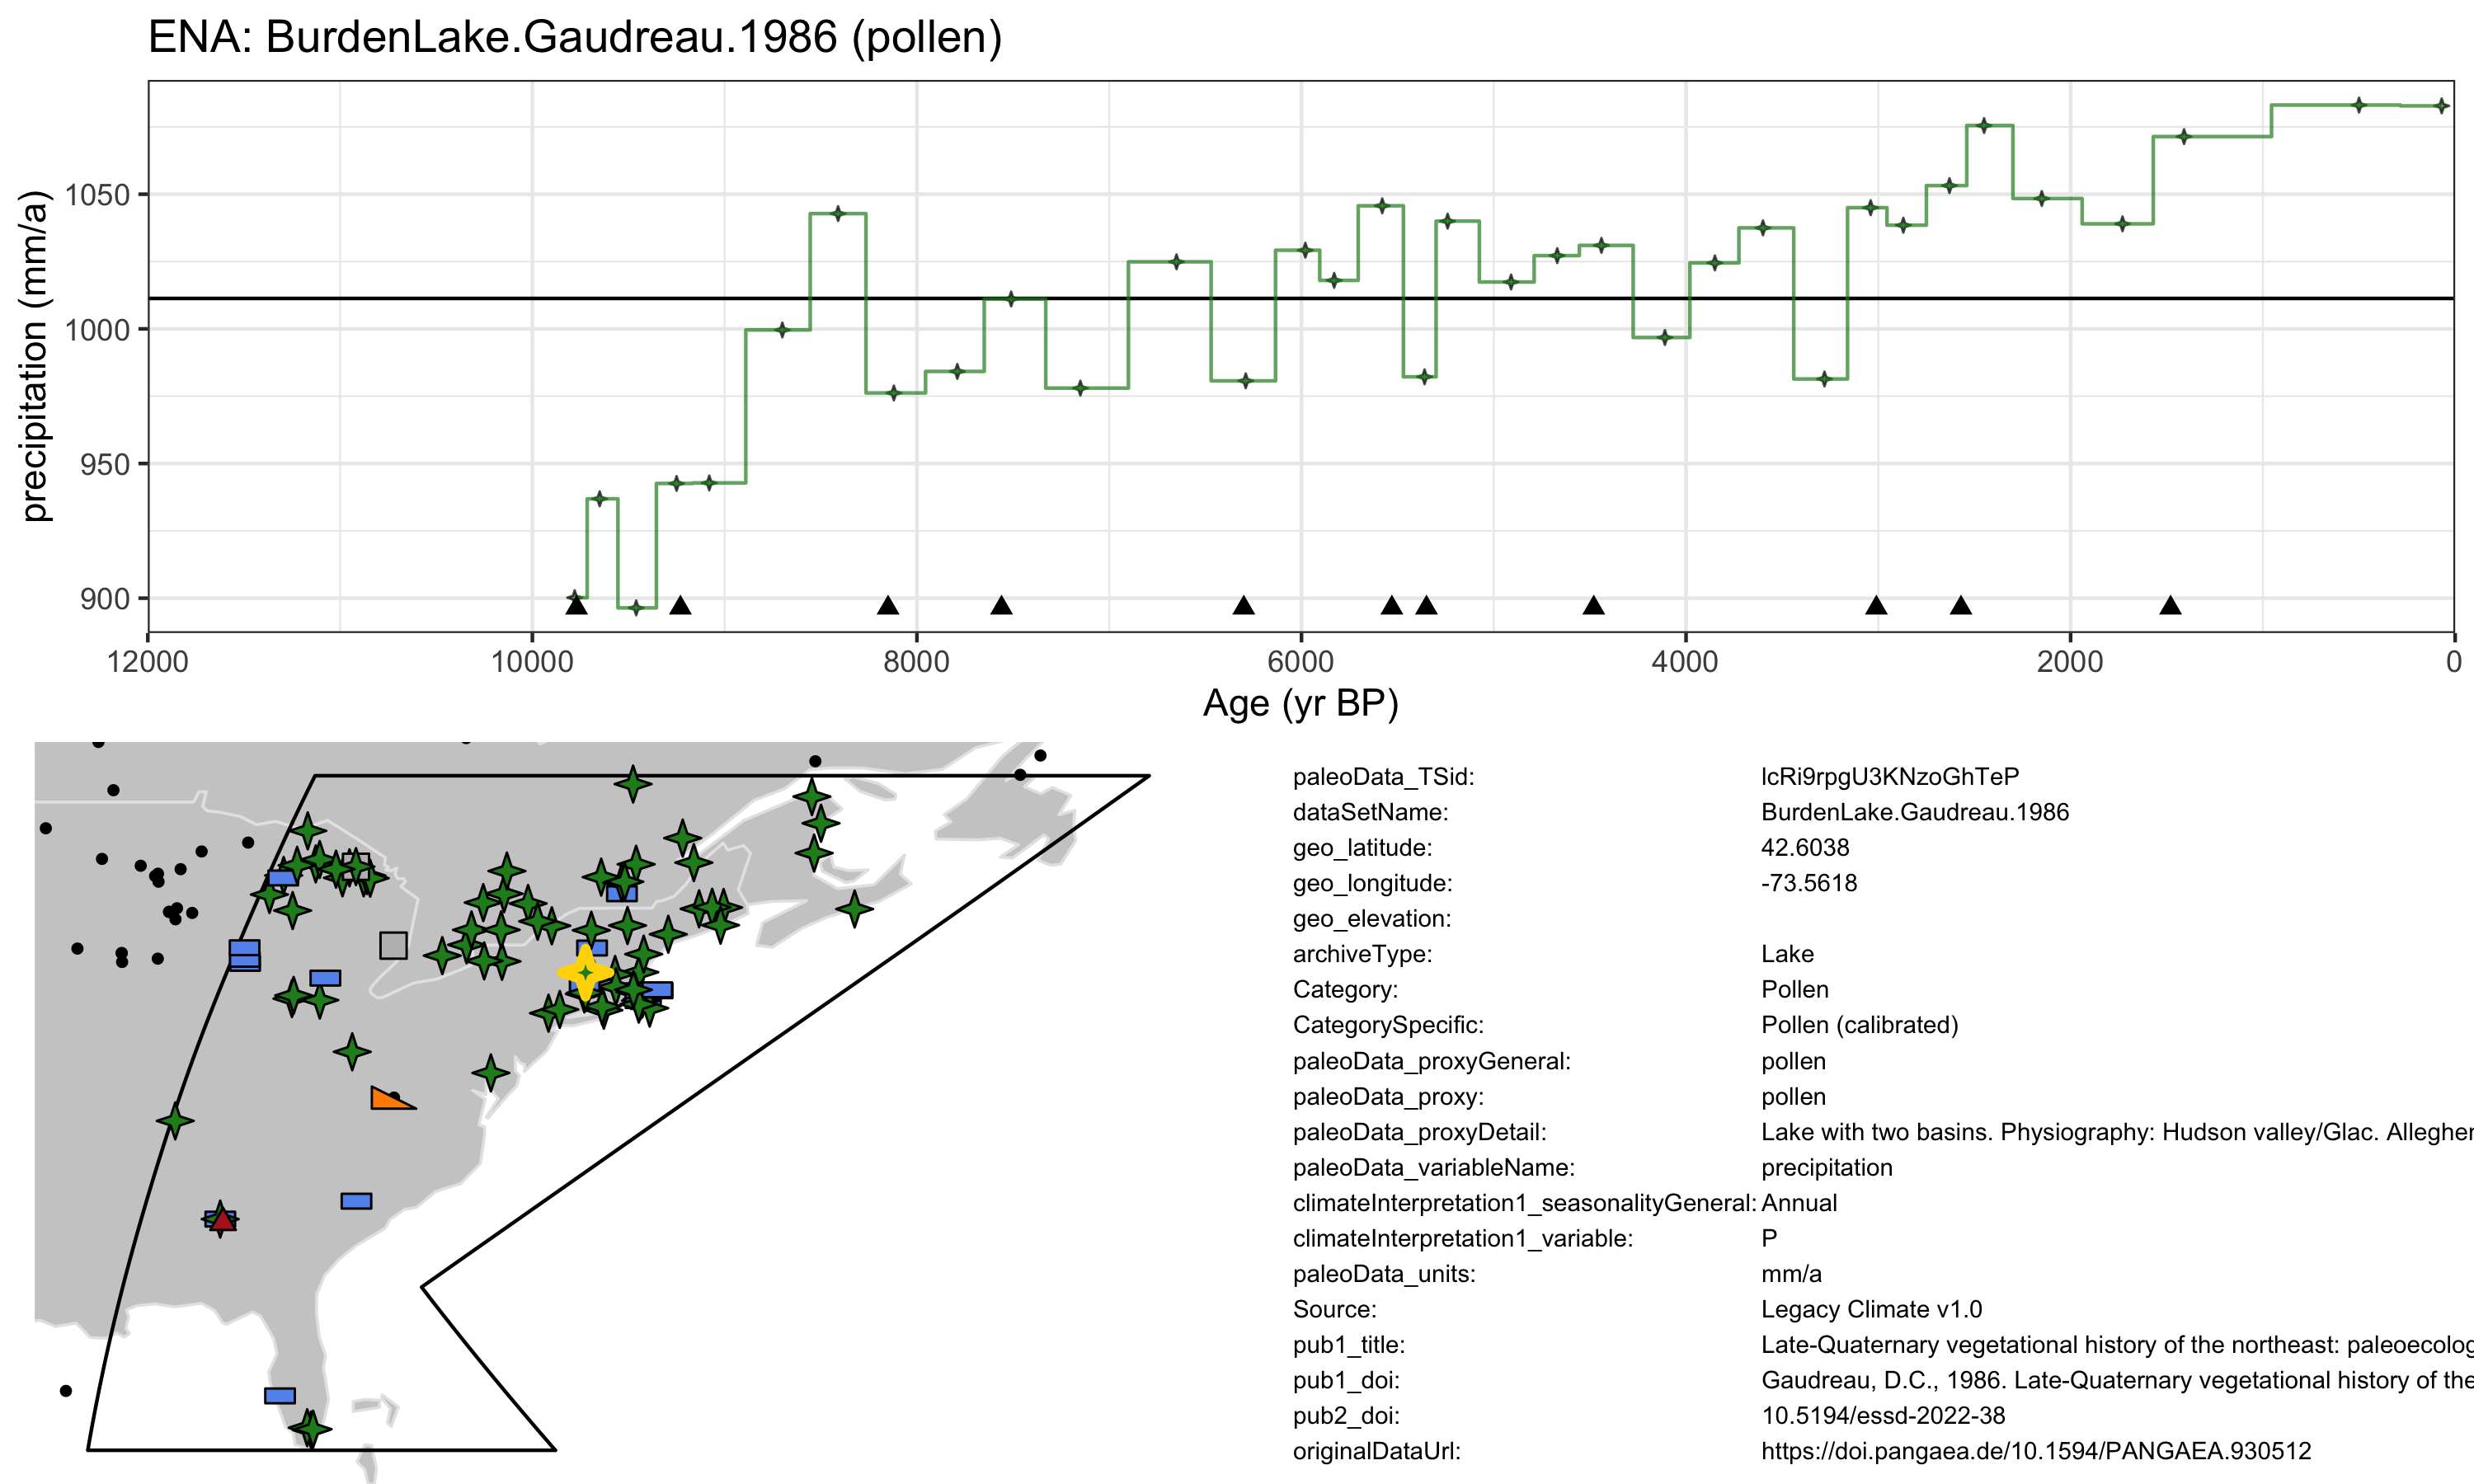 ENA: BurdenLake.Gaudreau.1986 (pollen)
precipitation (mm/a)
1050
1000
950
900
12000 10000 8000 6000 4000 2000 0
Age (yr BP)
paleoData_TSid: lcRi9rpgU3KNzoGhTeP
dataSetName: BurdenLake.Gaudreau.1986
geo_latitude: 42.6038
geo_longitude: -73.5618
geo_elevation:
archiveType: Lake
Category: Pollen
CategorySpecific: Pollen (calibrated)
paleoData_proxyGeneral: pollen
paleoData_proxy: pollen
paleoData_proxyDetail: Lake with two basins. Physiography: Hudson valley/Glac. Allegher
paleoData_variableName: precipitation
climateInterpretation1_seasonalityGeneral: Annual
climateInterpretation1_variable: P
paleoData_units: mm/a
Source: Legacy Climate v1.0
pub1_title: Late-Quaternary vegetational history of the northeast: paleoecolog
pub1_doi: Gaudreau, D.C., 1986. Late-Quaternary vegetational history of the
pub2_doi: 10.5194/essd-2022-38
originalDataUrl: https://doi.pangaea.de/10.1594/PANGAEA.930512